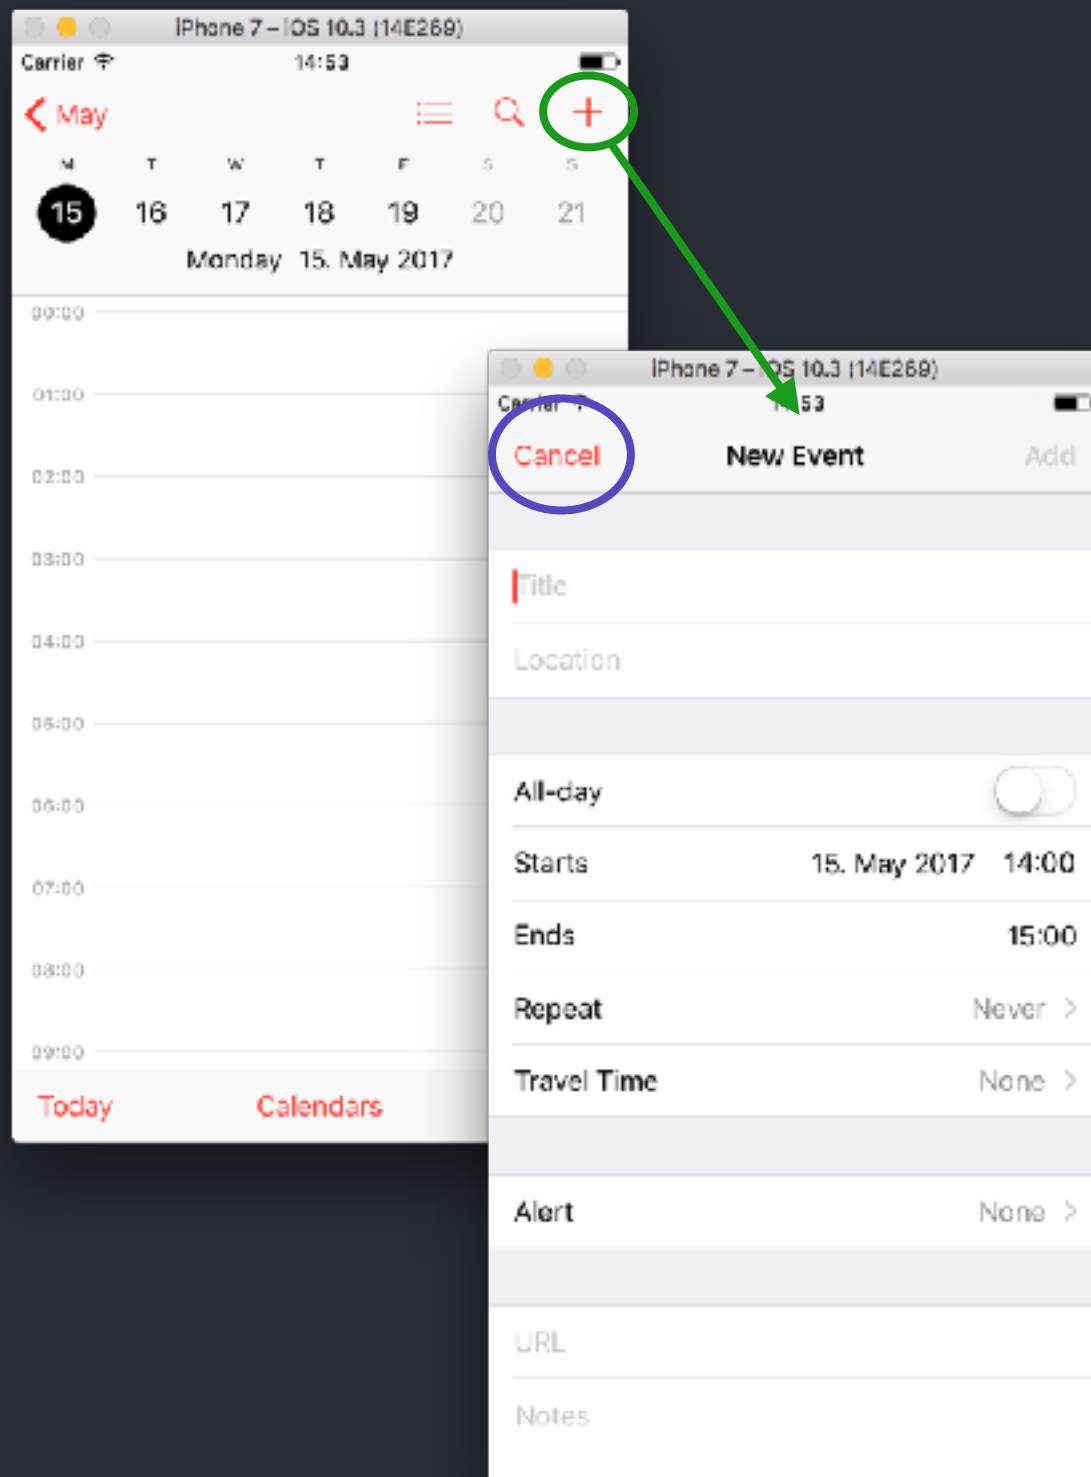 iPhone 7 – iOS 10.3 (14E269)
Carrier 14:53
May
M T W T F S S
15 16 17 18 19 20 21
Monday 15. May 2017
00:00
01:00
02:00
03:00
04:00
05:00
06:00
07:00
08:00
09:00
Today Calendars
iPhone 7 – iOS 10.3 (14E269)
Carrier 14:53
Cancel New Event Add
Title
Location
All-day
Starts 15. May 2017 14:00
Ends 15:00
Repeat Never
Travel Time None
Alert None
URL
Notes